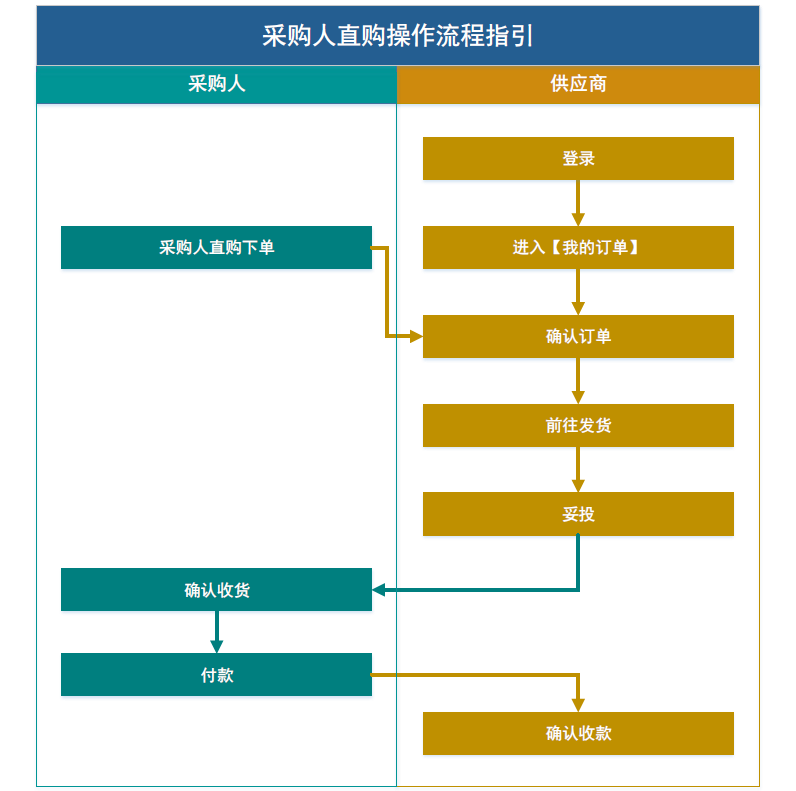 采购人直购操作流程指引
采购人
供应商
登录
采购人直购下单
进入【我的订单】
确认订单
前往发货
妥投
确认收货
付款
确认收款